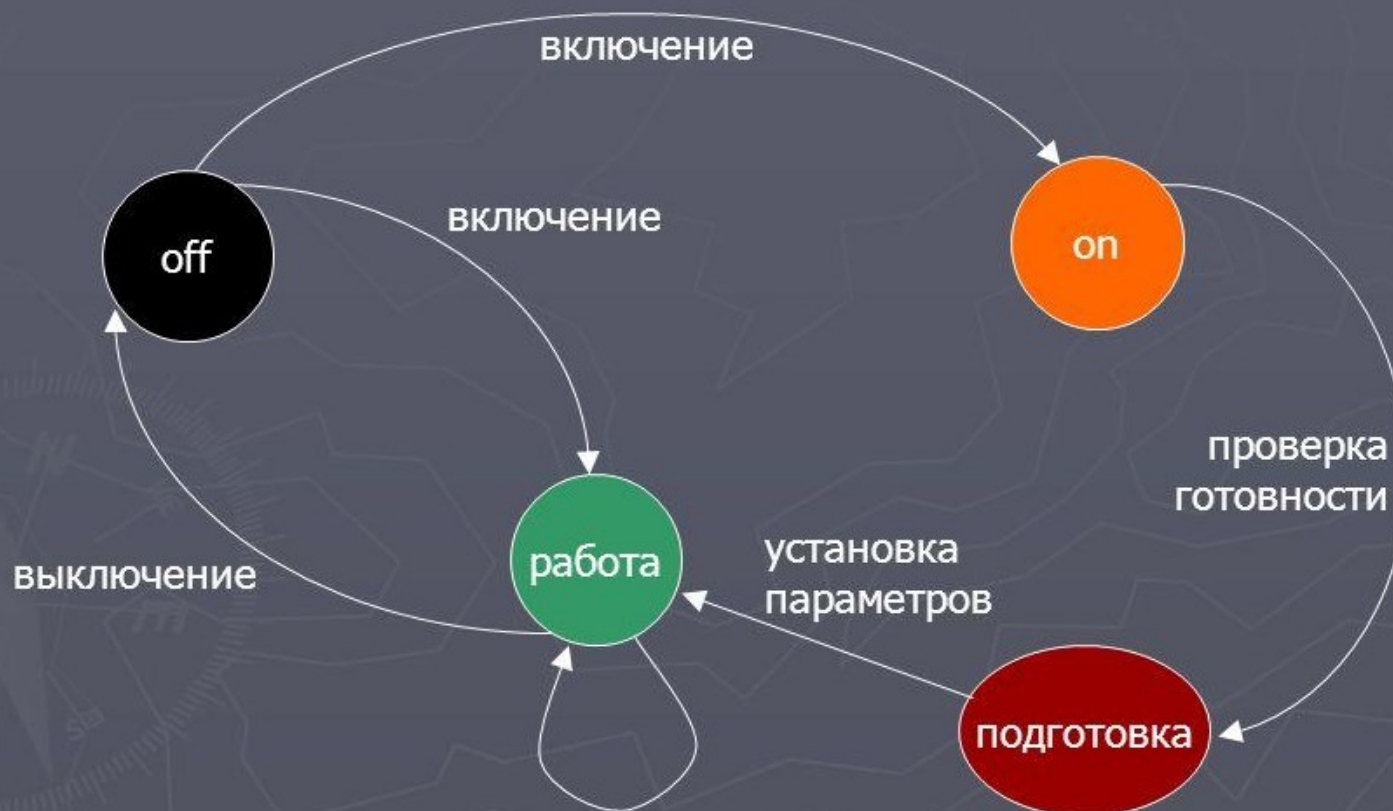 включение
включение
off
on
проверка
готовности
работа
установка
параметров
выключение
подготовка